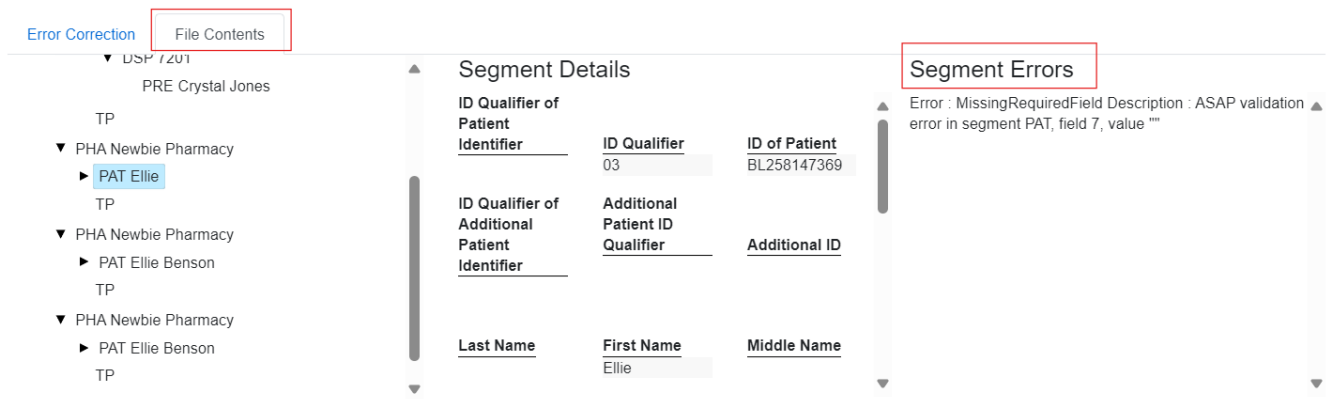 Error Correction
File Contents
DSP 7201
PRE Crystal Jones
TP
PHA Newbie Pharmacy
PAT Ellie
TP
PHA Newbie Pharmacy
PAT Ellie Benson
TP
PHA Newbie Pharmacy
PAT Ellie Benson
TP
Segment Details
ID Qualifier of
Patient
Identifier
ID Qualifier
03
ID of Patient
BL258147369
ID Qualifier of
Additional
Patient
Identifier
Additional
Patient ID
Qualifier
Additional ID
Last Name
First Name
Ellie
Middle Name
Segment Errors
Error : MissingRequiredField Description : ASAP validation
error in segment PAT, field 7, value ""